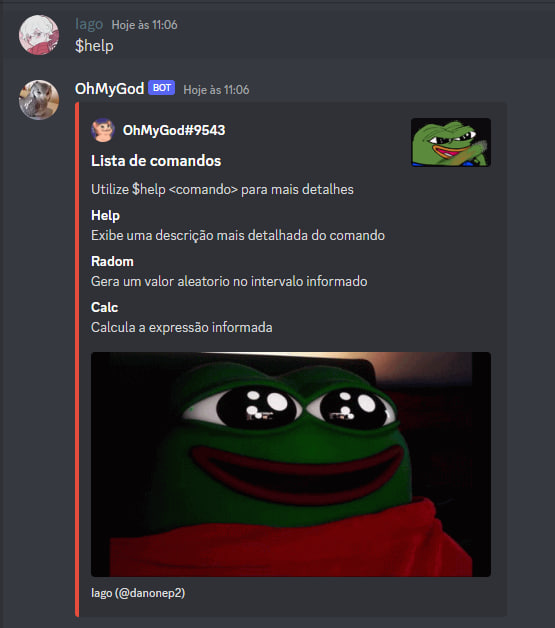 Iago Hoje às 11:06
$help
OhMyGod BOT Hoje às 11:06
OhMyGod#9543
Lista de comandos
Utilize $help <comando> para mais detalhes
Help
Exibe uma descrição mais detalhada do comando
Radom
Gera um valor aleatorio no intervalo informado
Calc
Calcula a expressão informada
Iago (@danonep2)